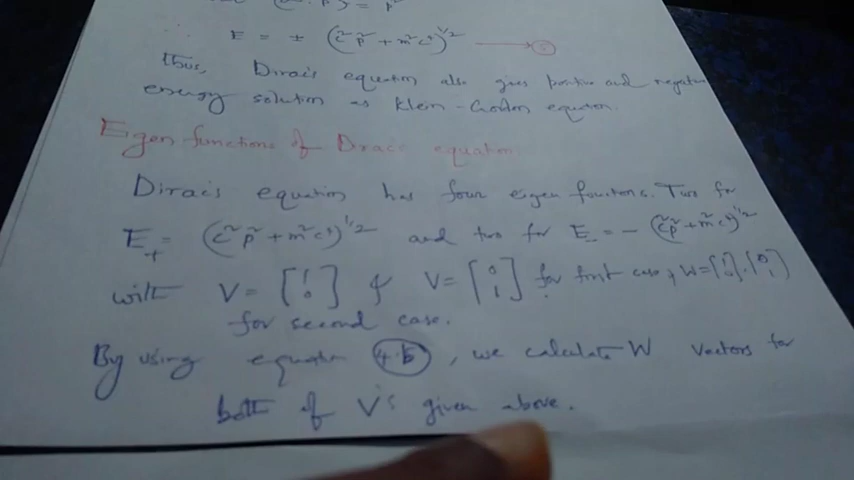 = p²
∴ E = ± (c²p² + m²c⁴)^1/2 → 5
Thus, Dirac's equation also gives positive and negative
energy solution as Klein-Gordon equation.
Eigen functions of Dirac equation
Dirac's equation has four eigen functions. Two for
E₊ = (c²p² + m²c⁴)^1/2 and two for E₋ = - (c²p² + m²c⁴)^1/2
with V = [1 0] & V = [0 1] for first case, W = [1 0], [0 1]
for second case.
By using equation 4.b, we calculate W vectors for
both of V's given above.